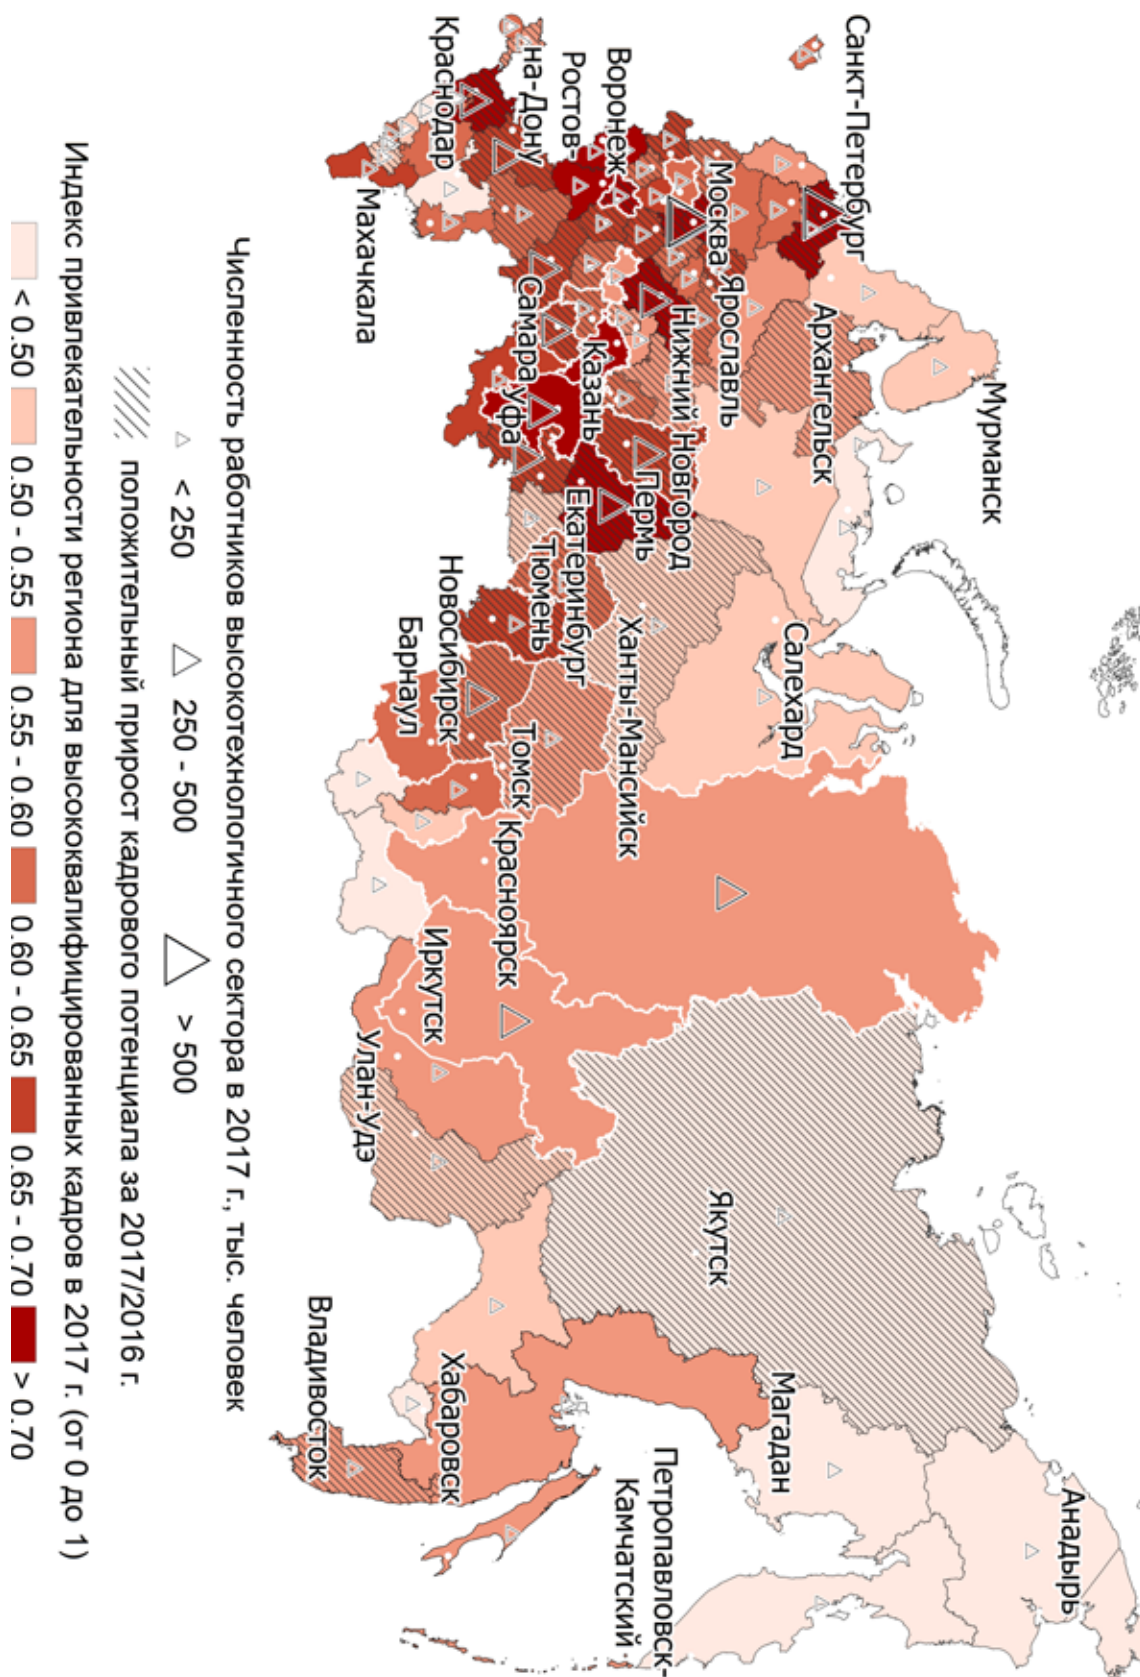 Мурманск
Анадырь
Санкт-Петербург
Архангельск
Салехард
Магадан
Москва
Ярославль
Якутск
Нижний Новгород
Петропавловск-
Камчатский
Воронеж
Пермь
Ханты-Мансийск
Ростов-
на-Дону
Казань
Екатеринбург
Тюмень
Томск
Красноярск
Краснодар
Самара
Уфа
Новосибирск
Барнаул
Иркутск
Хабаровск
Махачкала
Улан-Удэ
Владивосток
Численность работников высокотехнологичного сектора в 2017 г., тыс. человек
< 250 250 - 500 > 500
положительный прирост кадрового потенциала за 2017/2016 г.
Индекс привлекательности региона для высококвалифицированных кадров в 2017 г. (от 0 до 1)
< 0.50 0.50 - 0.55 0.55 - 0.60 0.60 - 0.65 0.65 - 0.70 > 0.70